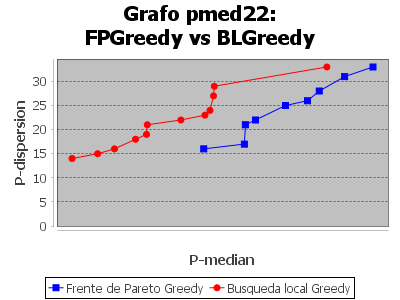 Grafo pmed22:
FPGreedy vs BLGreedy
P-dispersion
30
25
20
15
10
5
0
P-median
Frente de Pareto Greedy
Busqueda local Greedy